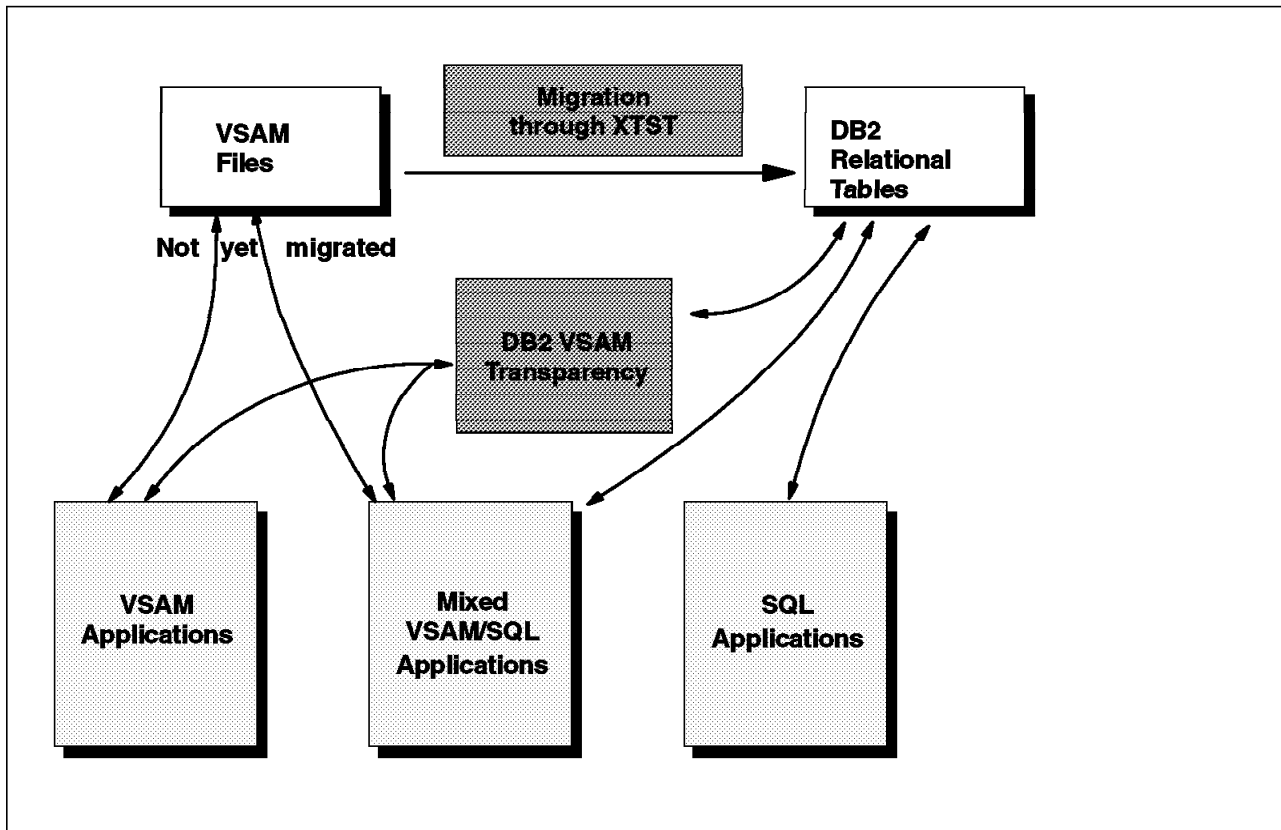 VSAM
Files
Migration
through XTST
DB2
Relational
Tables
Not yet migrated
DB2 VSAM
Transparency
VSAM
Applications
Mixed
VSAM/SQL
Applications
SQL
Applications